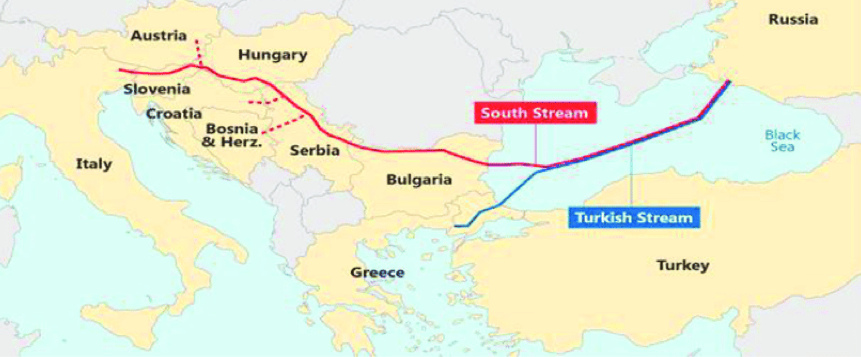 Russia
Austria
Hungary
Slovenia
Croatia
South Stream
Bosnia
& Herz.
Black
Sea
Serbia
Italy
Bulgaria
Turkish Stream
Greece
Turkey